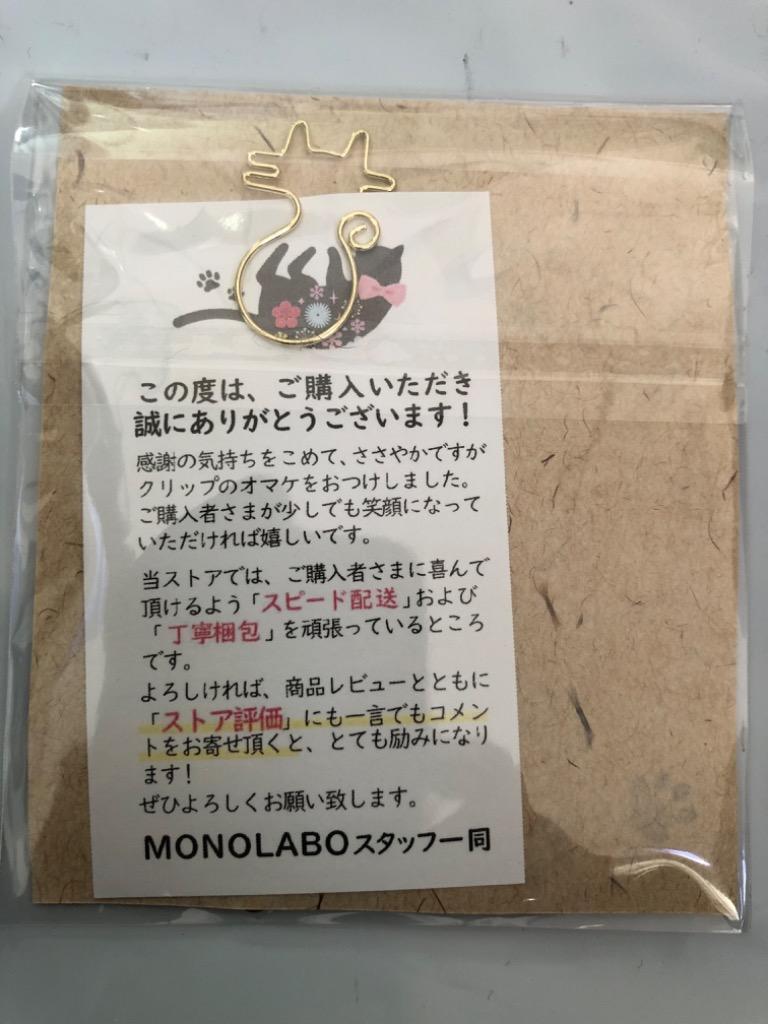 この度は、ご購入いただき
誠にありがとうございます！
感謝の気持ちをこめて、ささやかですが
クリップのオマケをおつけしました。
ご購入者さまが少しでも笑顔になって
いただければ嬉しいです。
当ストアでは、ご購入者さまに喜んで
頂けるよう「スピード配送」および
「丁寧梱包」を頑張っているところ
です。
よろしければ、商品レビューとともに
「ストア評価」にも一言でもコメン
トをお寄せ頂くと、とても励みになり
ます！
ぜひよろしくお願い致します。
MONOLABOスタッフ一同